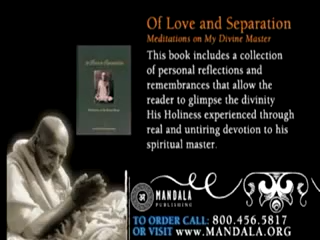 Of Love and Separation
Meditations on My Divine Master
This book includes a collection
of personal reflections and
remembrances that allow the
reader to glimpse the divinity
His Holiness experienced through
real and untiring devotion to his
spiritual master.
MANDALA
PUBLISHING
TO ORDER CALL: 800.456.5817
OR VISIT WWW.MANDALA.ORG